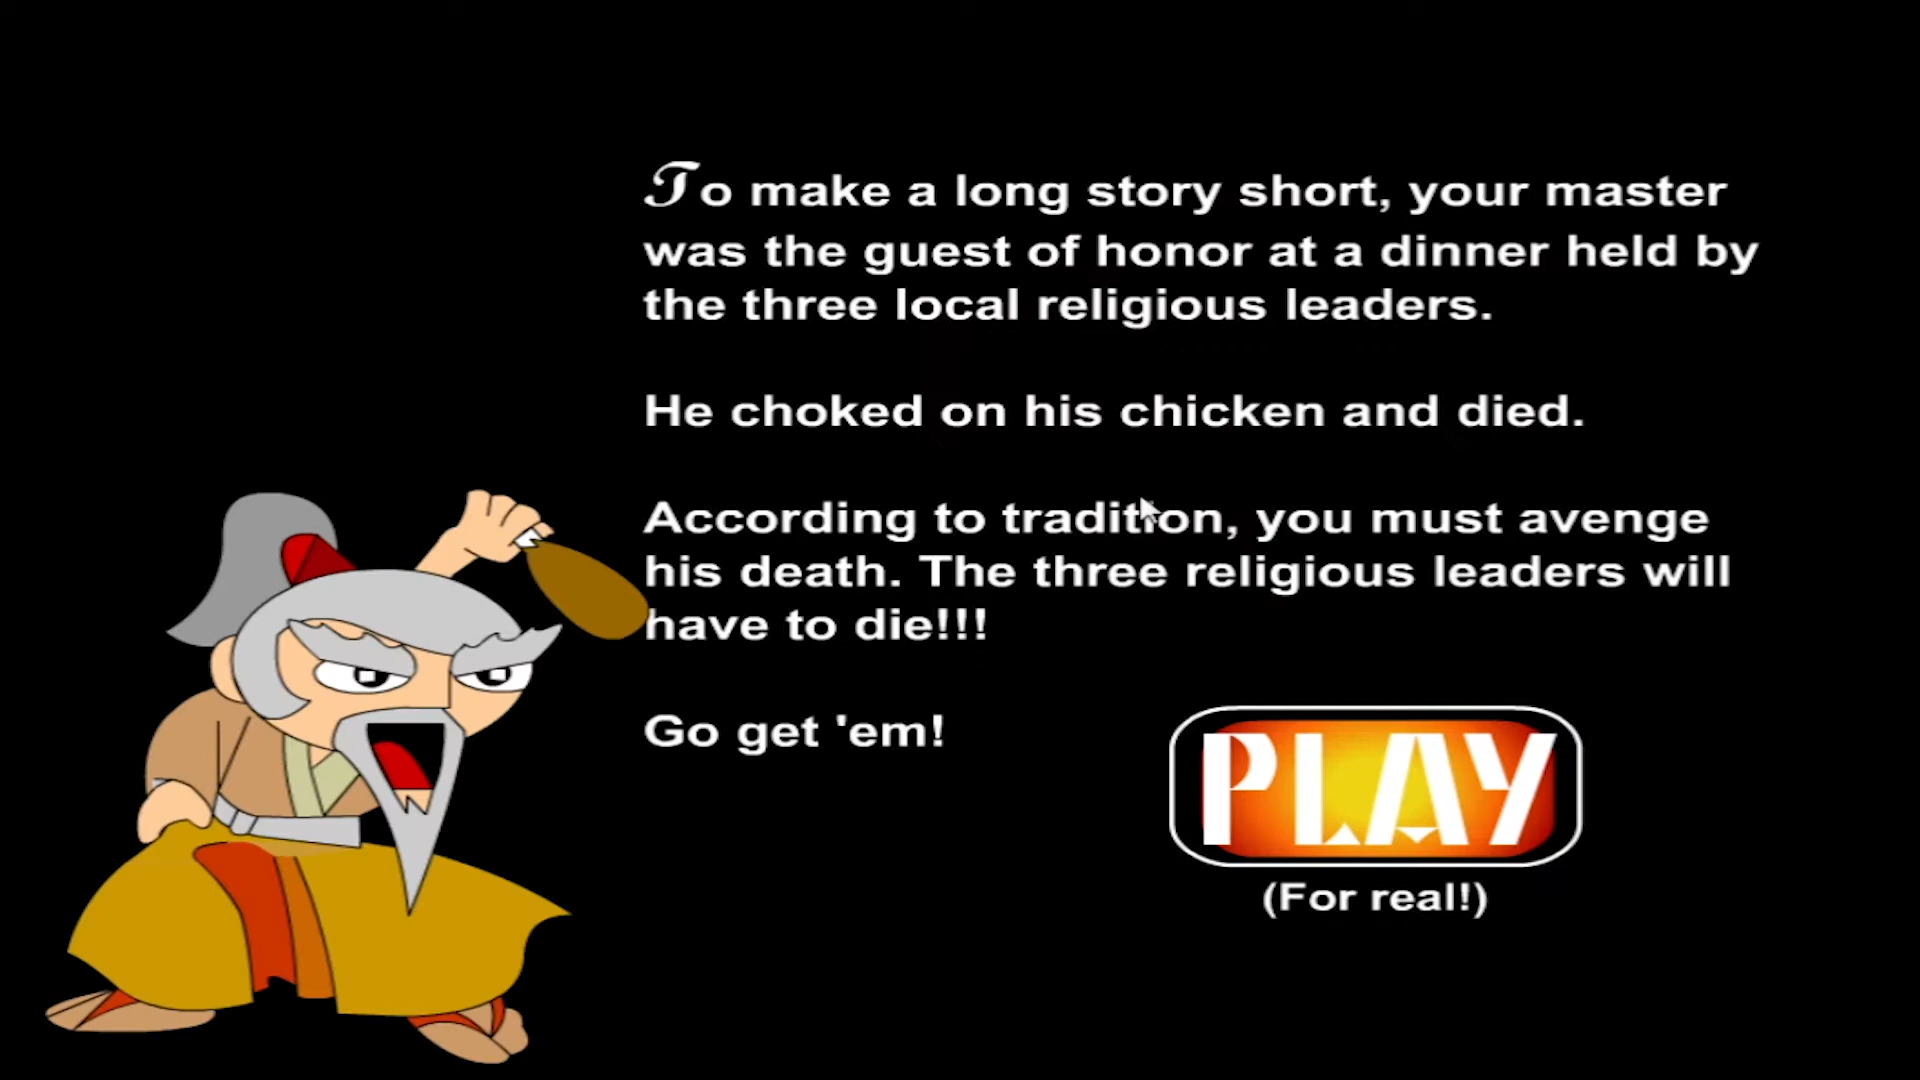 To make a long story short, your master
was the guest of honor at a dinner held by
the three local religious leaders.
He choked on his chicken and died.
According to tradition, you must avenge
his death. The three religious leaders will
have to die!!!
Go get 'em!
PLAY
(For real!)